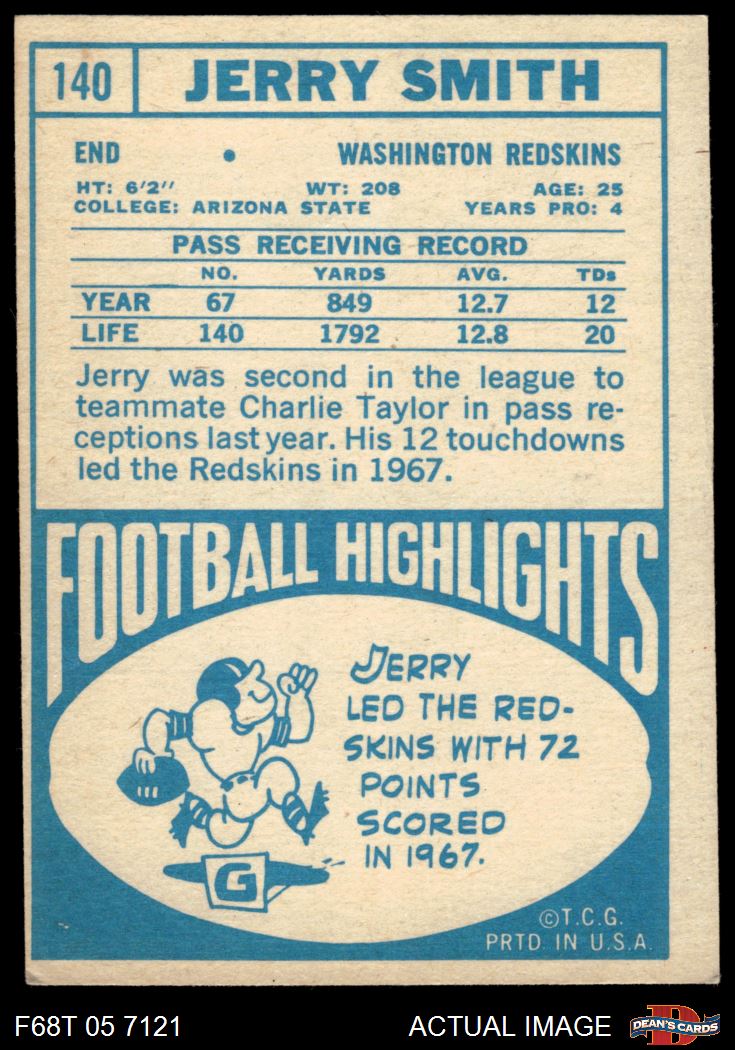 140 JERRY SMITH
END • WASHINGTON REDSKINS
HT: 6'2" WT: 208 AGE: 25
COLLEGE: ARIZONA STATE YEARS PRO: 4
PASS RECEIVING RECORD
NO. YARDS AVG. TDs
YEAR 67 849 12.7 12
LIFE 140 1792 12.8 20
Jerry was second in the league to
teammate Charlie Taylor in pass re-
ceptions last year. His 12 touchdowns
led the Redskins in 1967.
FOOTBALL HIGHLIGHTS
JERRY
LED THE RED-
SKINS WITH 72
POINTS
SCORED
IN 1967.
G
©T.C.G.
PRTD. IN U.S.A.
F68T 05 7121 ACTUAL IMAGE D DEAN'S CARDS